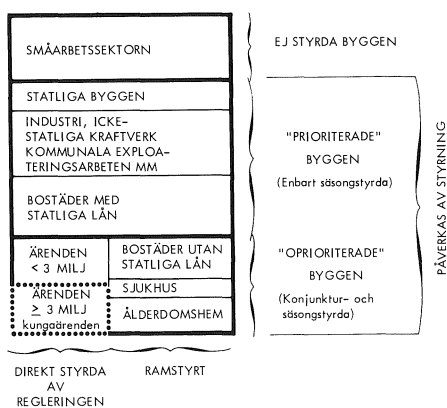 SMÅARBETSSEKTORN
EJ STYRDA BYGGEN
STATLIGA BYGGEN
INDUSTRI, ICKE-
STATLIGA KRAFTVERK
KOMMUNALA EXPLOA-
TERINGSARBETEN MM
"PRIORITERADE"
BYGGEN
(Enbart säsongstyrda)
BOSTÄDER MED
STATLIGA LÅN
ÄRENDEN
< 3 MILJ
BOSTÄDER UTAN
STATLIGA LÅN
SJUKHUS
ÄRENDEN
≥ 3 MILJ
kungaärenden
ÅLDERDOMSHEM
"OPRIORITERADE"
BYGGEN
(Konjunktur- och
säsongstyrda)
PÅVERKAS AV STYRNING
DIREKT STYRDA
AV
REGLERINGEN
RAMSTYRT